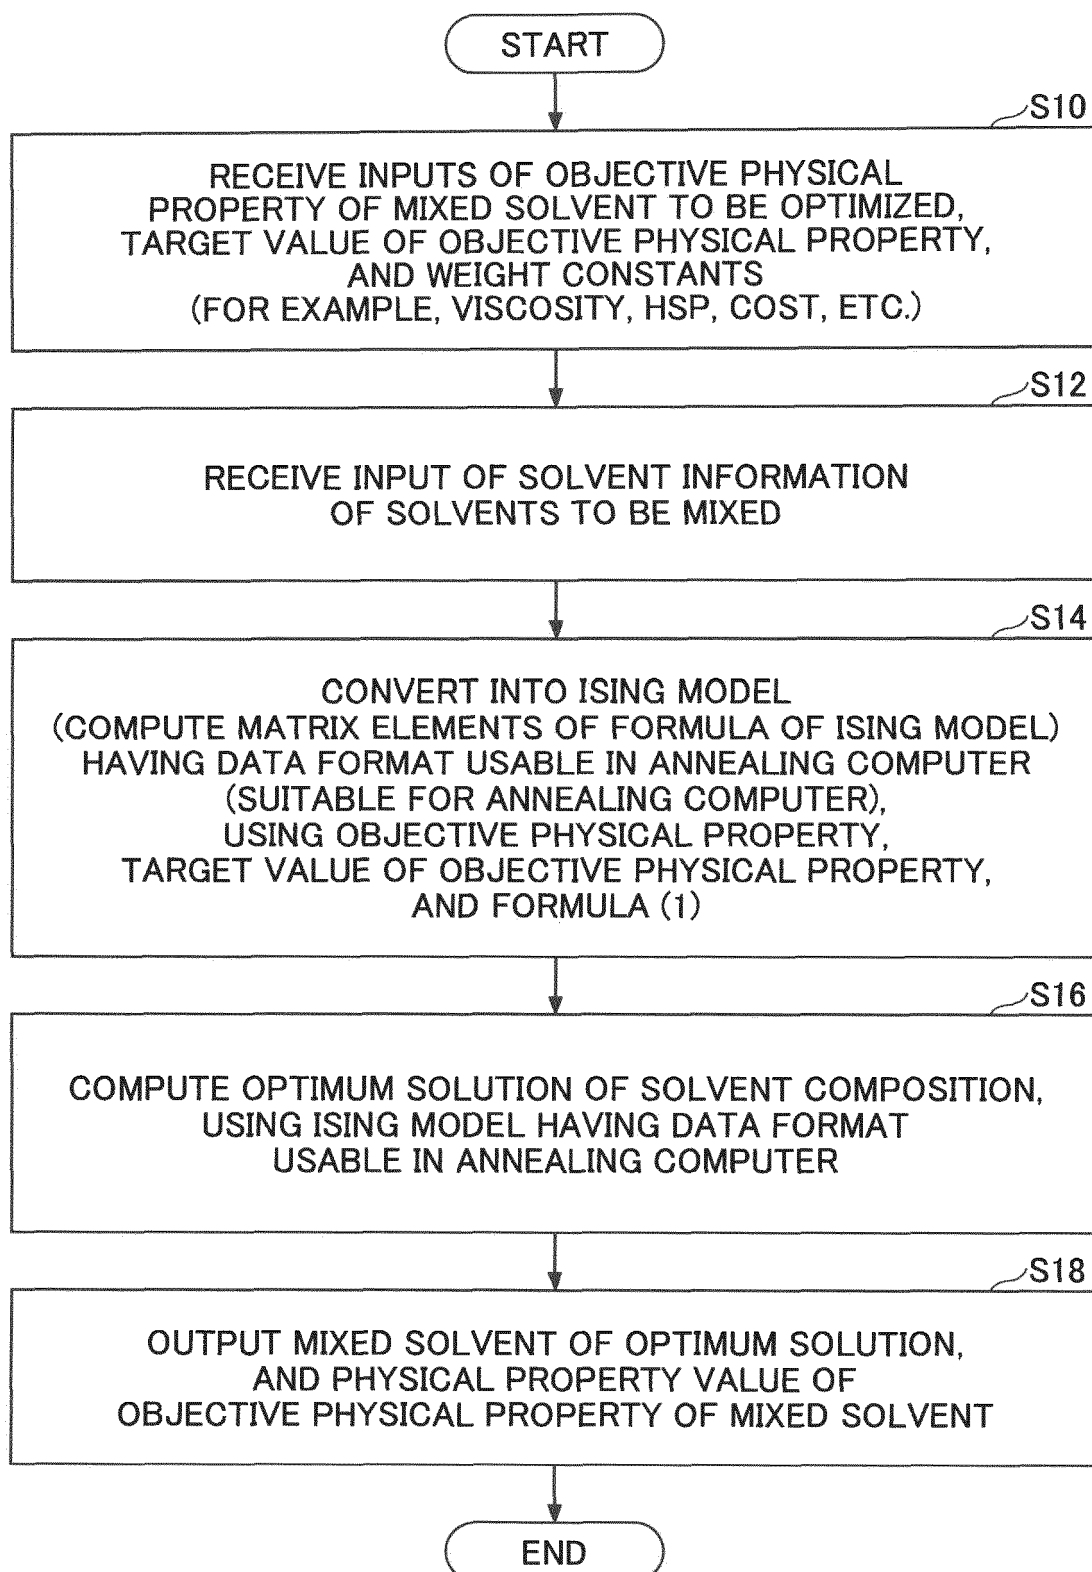 START
S10
RECEIVE INPUTS OF OBJECTIVE PHYSICAL
PROPERTY OF MIXED SOLVENT TO BE OPTIMIZED,
TARGET VALUE OF OBJECTIVE PHYSICAL PROPERTY,
AND WEIGHT CONSTANTS
(FOR EXAMPLE, VISCOSITY, HSP, COST, ETC.)
S12
RECEIVE INPUT OF SOLVENT INFORMATION
OF SOLVENTS TO BE MIXED
S14
CONVERT INTO ISING MODEL
(COMPUTE MATRIX ELEMENTS OF FORMULA OF ISING MODEL)
HAVING DATA FORMAT USABLE IN ANNEALING COMPUTER
(SUITABLE FOR ANNEALING COMPUTER),
USING OBJECTIVE PHYSICAL PROPERTY,
TARGET VALUE OF OBJECTIVE PHYSICAL PROPERTY,
AND FORMULA (1)
S16
COMPUTE OPTIMUM SOLUTION OF SOLVENT COMPOSITION,
USING ISING MODEL HAVING DATA FORMAT
USABLE IN ANNEALING COMPUTER
S18
OUTPUT MIXED SOLVENT OF OPTIMUM SOLUTION,
AND PHYSICAL PROPERTY VALUE OF
OBJECTIVE PHYSICAL PROPERTY OF MIXED SOLVENT
END